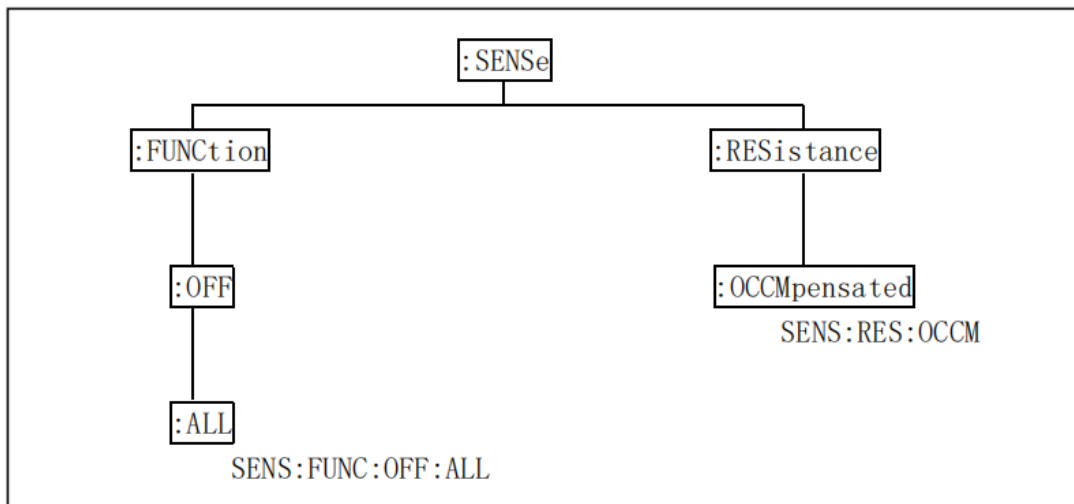 :SENSe
:FUNCtion
:RESistance
:OFF
:OCCMpensated
SENS:RES:OCCM
:ALL
SENS:FUNC:OFF:ALL